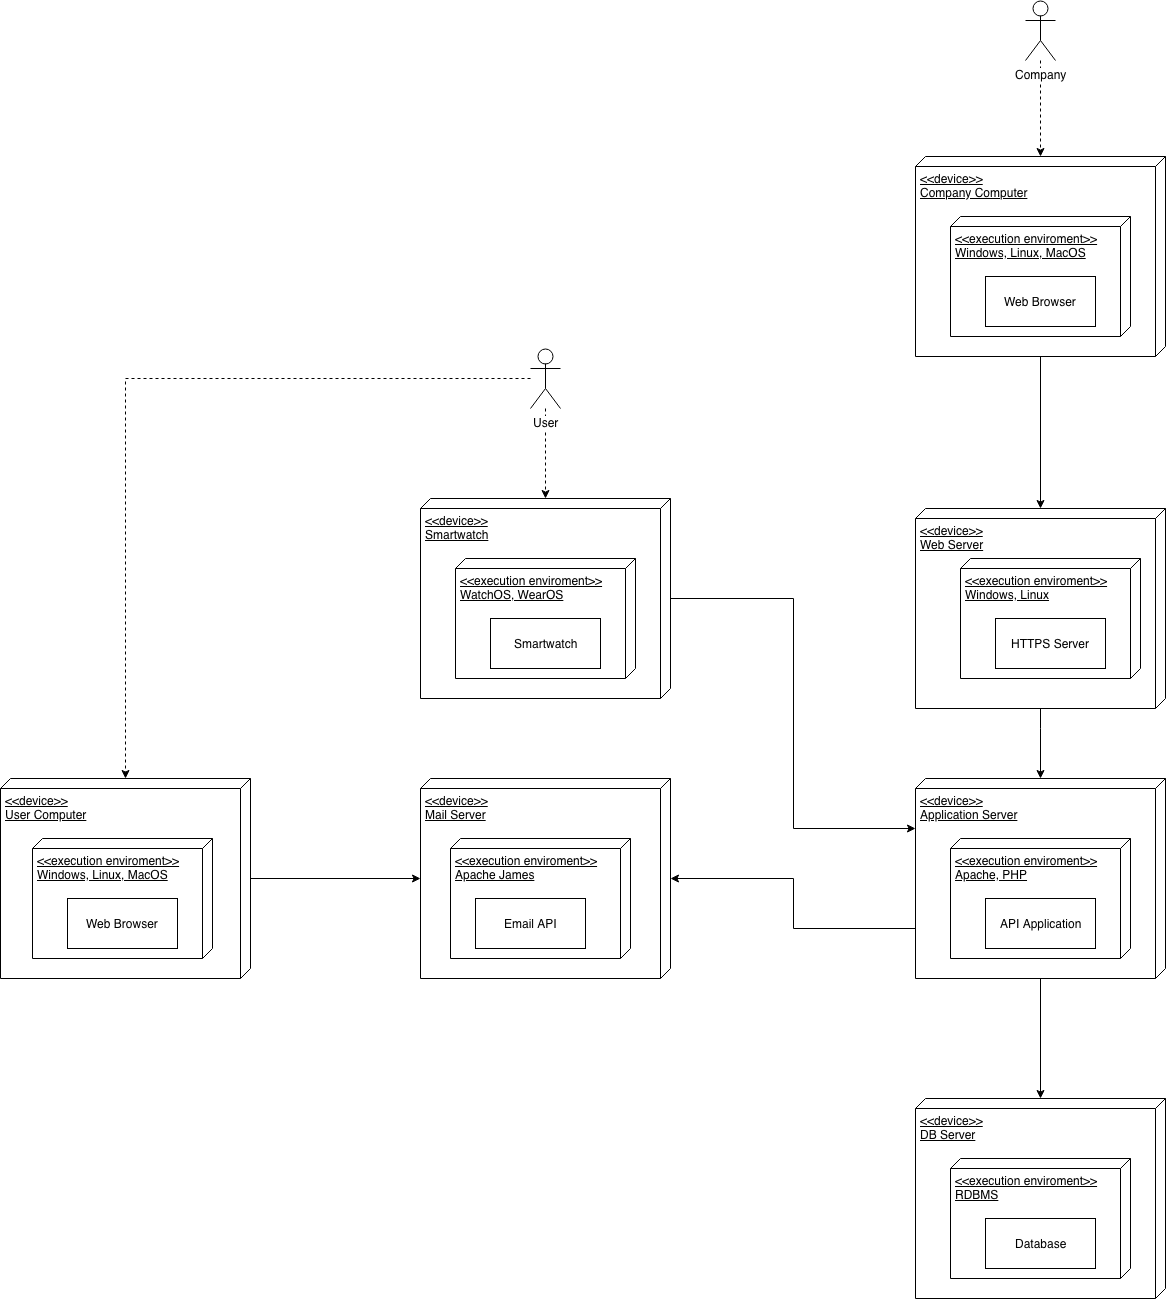 Company
<<device>>
Company Computer
<<execution enviroment>>
Windows, Linux, MacOS
Web Browser
User
<<device>>
Smartwatch
<<execution enviroment>>
WatchOS, WearOS
Smartwatch
<<device>>
Web Server
<<execution enviroment>>
Windows, Linux
HTTPS Server
<<device>>
User Computer
<<execution enviroment>>
Windows, Linux, MacOS
Web Browser
<<device>>
Mail Server
<<execution enviroment>>
Apache James
Email API
<<device>>
Application Server
<<execution enviroment>>
Apache, PHP
API Application
<<device>>
DB Server
<<execution enviroment>>
RDBMS
Database